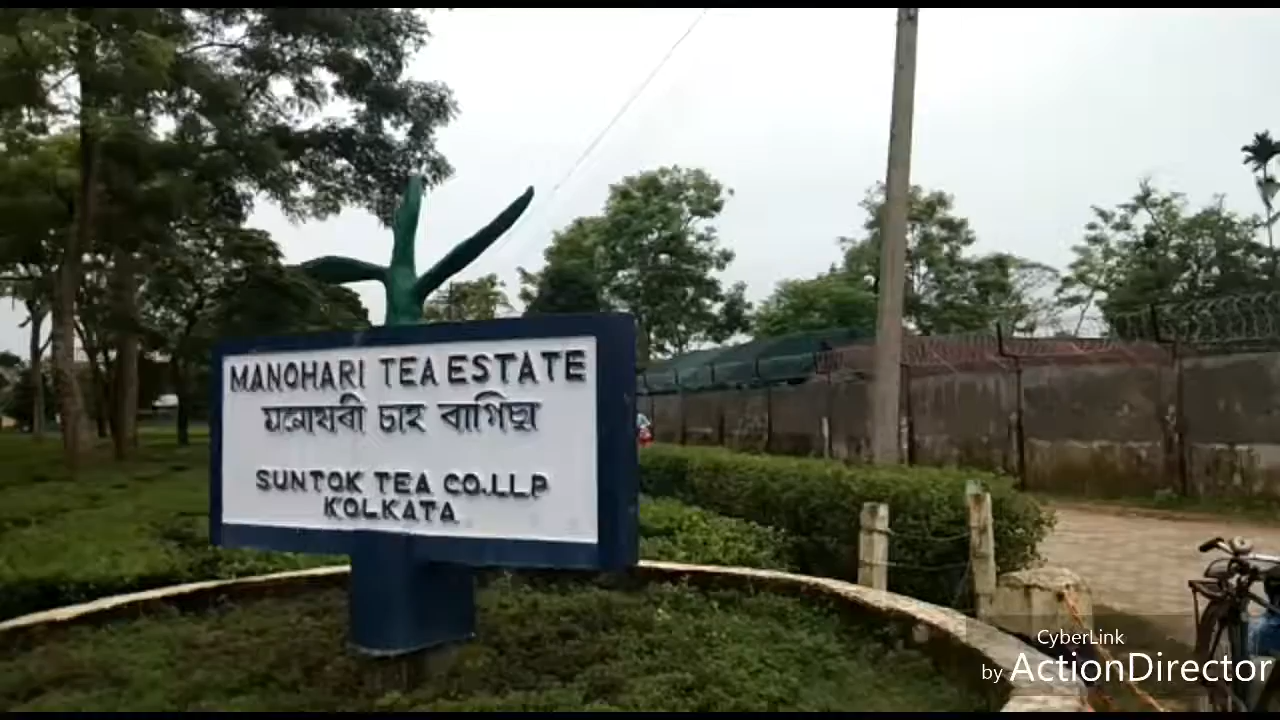 MANOHARI TEA ESTATE
মনোহৰী চাহ বাগিছা
SUNTOK TEA CO.LLP
KOLKATA
CyberLink
by ActionDirector